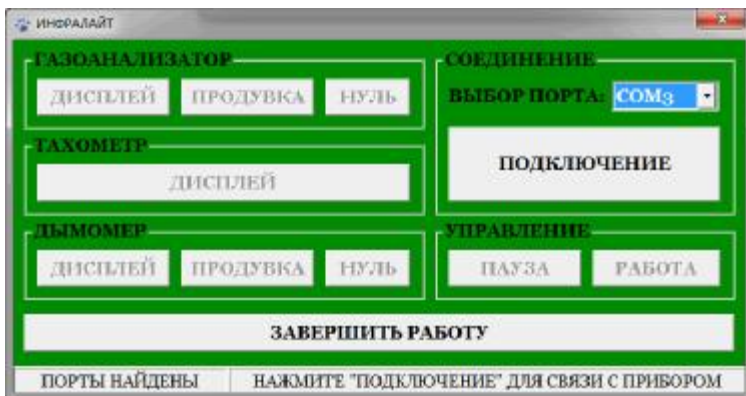 ИНФРАЛАЙТ
ГАЗОАНАЛИЗАТОР
ДИСПЛЕЙ ПРОДУВКА НУЛЬ
ТАХОМЕТР
ДИСПЛЕЙ
ДЫМОМЕР
ДИСПЛЕЙ ПРОДУВКА НУЛЬ
СОЕДИНЕНИЕ
ВЫБОР ПОРТА: COM3
ПОДКЛЮЧЕНИЕ
УПРАВЛЕНИЕ
ПАУЗА РАБОТА
ЗАВЕРШИТЬ РАБОТУ
ПОРТЫ НАЙДЕНЫ НАЖМИТЕ "ПОДКЛЮЧЕНИЕ" ДЛЯ СВЯЗИ С ПРИБОРОМ